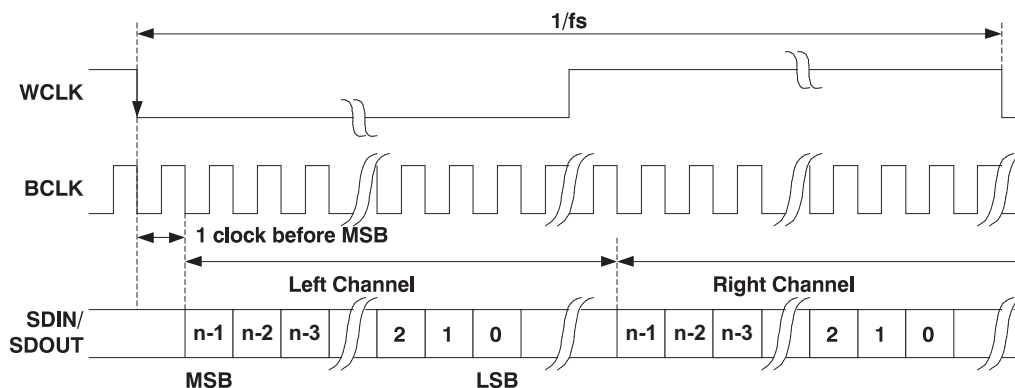 1/fs
WCLK
BCLK
1 clock before MSB
Left Channel
Right Channel
SDIN/
SDOUT
n-1 n-2 n-3 2 1 0 n-1 n-2 n-3 2 1 0
MSB LSB